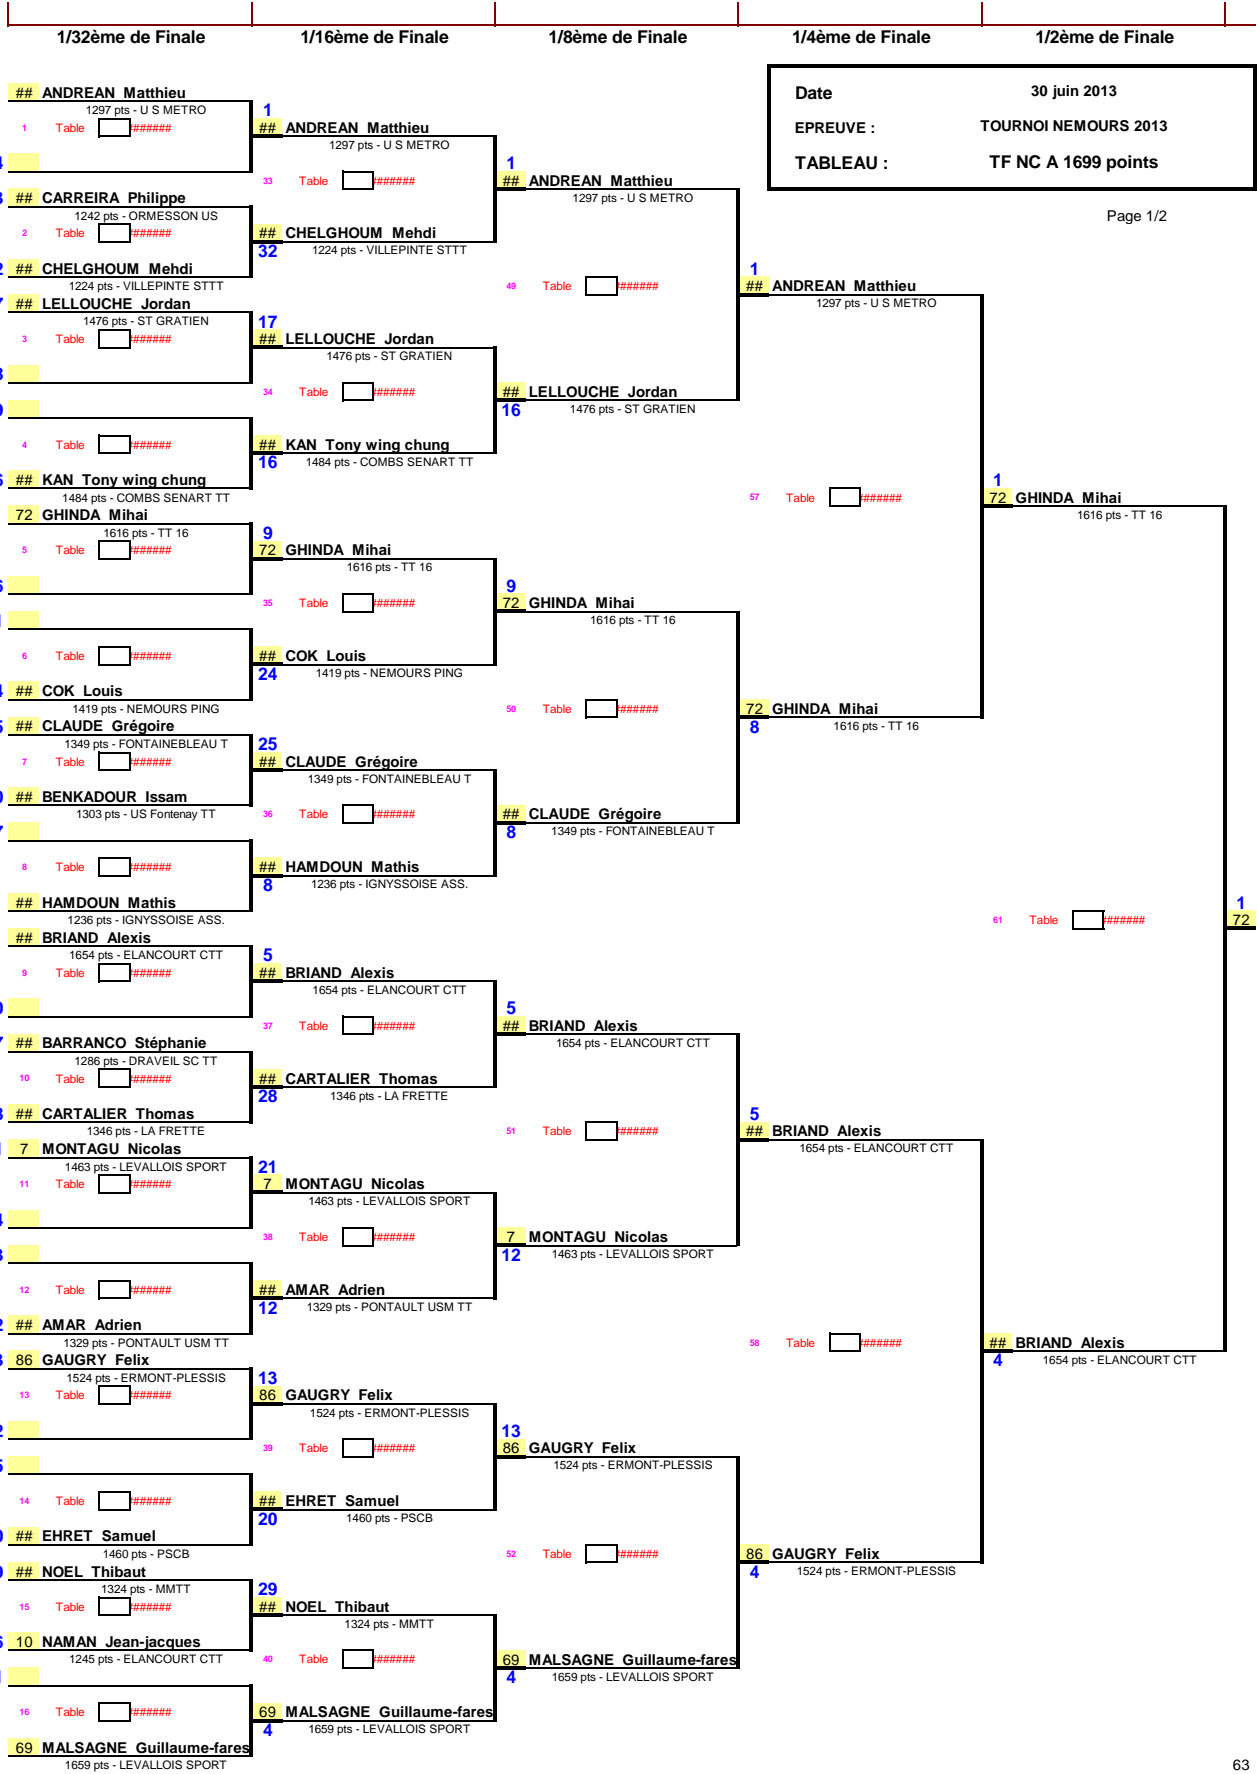 1/32ème de Finale 1/16ème de Finale 1/8ème de Finale 1/4ème de Finale 1/2ème de Finale
Date 30 juin 2013
EPREUVE : TOURNOI NEMOURS 2013
TABLEAU : TF NC A 1699 points
Page 1/2
## ANDREAN Matthieu
1297 pts - U S METRO
1 Table ######
## CARREIRA Philippe
1242 pts - ORMESSON US
2 Table ######
## CHELGHOUM Mehdi
1224 pts - VILLEPINTE STTT
## LELLOUCHE Jordan
1476 pts - ST GRATIEN
3 Table ######
4 Table ######
## KAN Tony wing chung
1484 pts - COMBS SENART TT
72 GHINDA Mihai
1616 pts - TT 16
5 Table ######
6 Table ######
## COK Louis
1419 pts - NEMOURS PING
## CLAUDE Grégoire
1349 pts - FONTAINEBLEAU T
7 Table ######
## BENKADOUR Issam
1303 pts - US Fontenay TT
8 Table ######
## HAMDOUN Mathis
1236 pts - IGNYSSOISE ASS.
## BRIAND Alexis
1654 pts - ELANCOURT CTT
9 Table ######
## BARRANCO Stéphanie
1286 pts - DRAVEIL SC TT
10 Table ######
## CARTALIER Thomas
1346 pts - LA FRETTE
7 MONTAGU Nicolas
1463 pts - LEVALLOIS SPORT
11 Table ######
12 Table ######
## AMAR Adrien
1329 pts - PONTAULT USM TT
86 GAUGRY Felix
1524 pts - ERMONT-PLESSIS
13 Table ######
14 Table ######
## EHRET Samuel
1460 pts - PSCB
## NOEL Thibaut
1324 pts - MMTT
15 Table ######
10 NAMAN Jean-jacques
1245 pts - ELANCOURT CTT
16 Table ######
69 MALSAGNE Guillaume-fares
1659 pts - LEVALLOIS SPORT
1
## ANDREAN Matthieu
1297 pts - U S METRO
33 Table ######
## CHELGHOUM Mehdi
32 1224 pts - VILLEPINTE STTT
17
## LELLOUCHE Jordan
1476 pts - ST GRATIEN
34 Table ######
## KAN Tony wing chung
16 1484 pts - COMBS SENART TT
9
72 GHINDA Mihai
1616 pts - TT 16
35 Table ######
## COK Louis
24 1419 pts - NEMOURS PING
25
## CLAUDE Grégoire
1349 pts - FONTAINEBLEAU T
36 Table ######
## HAMDOUN Mathis
8 1236 pts - IGNYSSOISE ASS.
5
## BRIAND Alexis
1654 pts - ELANCOURT CTT
37 Table ######
## CARTALIER Thomas
28 1346 pts - LA FRETTE
21
7 MONTAGU Nicolas
1463 pts - LEVALLOIS SPORT
38 Table ######
## AMAR Adrien
12 1329 pts - PONTAULT USM TT
13
86 GAUGRY Felix
1524 pts - ERMONT-PLESSIS
39 Table ######
## EHRET Samuel
20 1460 pts - PSCB
29
## NOEL Thibaut
1324 pts - MMTT
40 Table ######
69 MALSAGNE Guillaume-fares
4 1659 pts - LEVALLOIS SPORT
1
## ANDREAN Matthieu
1297 pts - U S METRO
49 Table ######
## LELLOUCHE Jordan
16 1476 pts - ST GRATIEN
9
72 GHINDA Mihai
1616 pts - TT 16
50 Table ######
## CLAUDE Grégoire
8 1349 pts - FONTAINEBLEAU T
5
## BRIAND Alexis
1654 pts - ELANCOURT CTT
51 Table ######
7 MONTAGU Nicolas
12 1463 pts - LEVALLOIS SPORT
13
86 GAUGRY Felix
1524 pts - ERMONT-PLESSIS
52 Table ######
69 MALSAGNE Guillaume-fares
4 1659 pts - LEVALLOIS SPORT
1
## ANDREAN Matthieu
1297 pts - U S METRO
57 Table ######
72 GHINDA Mihai
8 1616 pts - TT 16
5
## BRIAND Alexis
1654 pts - ELANCOURT CTT
58 Table ######
86 GAUGRY Felix
4 1524 pts - ERMONT-PLESSIS
1
72 GHINDA Mihai
1616 pts - TT 16
61 Table ######
## BRIAND Alexis
4 1654 pts - ELANCOURT CTT
1
72
63